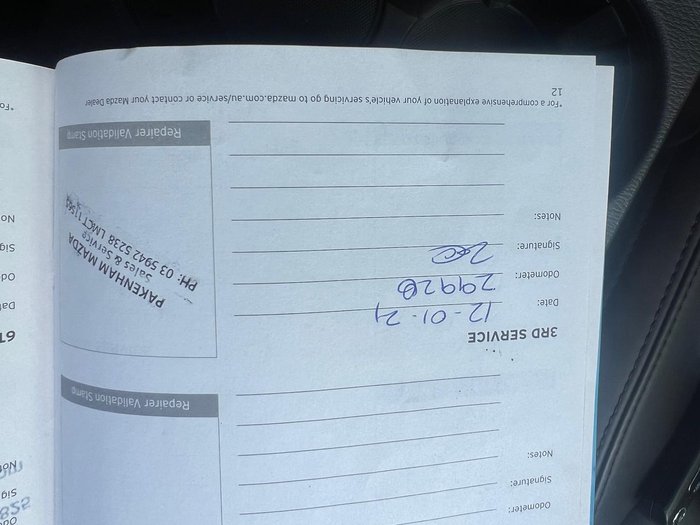 Odometer:
Signature:
Notes:
Repairer Validation Stamp
3RD SERVICE
Date: 12-01-21
Odometer: 29920
Signature:
Notes:
PAKENHAM MAZDA
Sales & Service
PH: 03 5942 5238 LMCT
Repairer Validation Stamp
*For a comprehensive explanation of your vehicle's servicing go to mazda.com.au/service or contact your Mazda Dealer
12